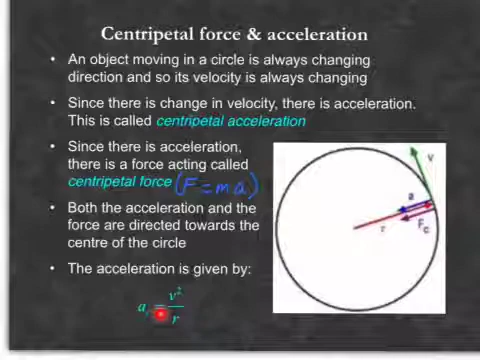 Centripetal force & acceleration
• An object moving in a circle is always changing
direction and so its velocity is always changing
• Since there is change in velocity, there is acceleration.
This is called centripetal acceleration
• Since there is acceleration,
there is a force acting called
centripetal force (F = ma)
• Both the acceleration and the
force are directed towards the
centre of the circle
• The acceleration is given by:
a_c = v²/r
v
a
F_c
r